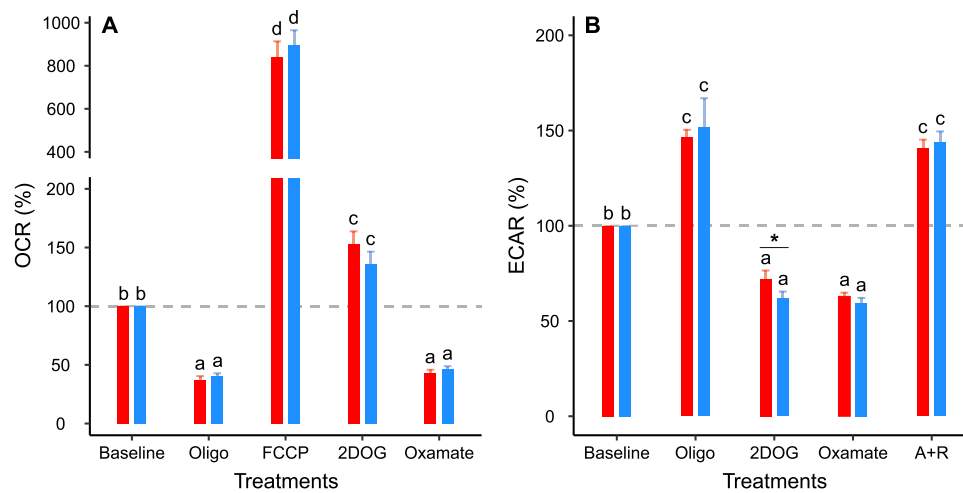 A
OCR (%)
1000
800
600
400
200
150
100
50
0
d d
c c
b b
a a
a a
Baseline Oligo FCCP 2DOG Oxamate
Treatments
B
ECAR (%)
200
150
100
50
0
c c
c c
b b
*
a a
a a
Baseline Oligo 2DOG Oxamate A+R
Treatments